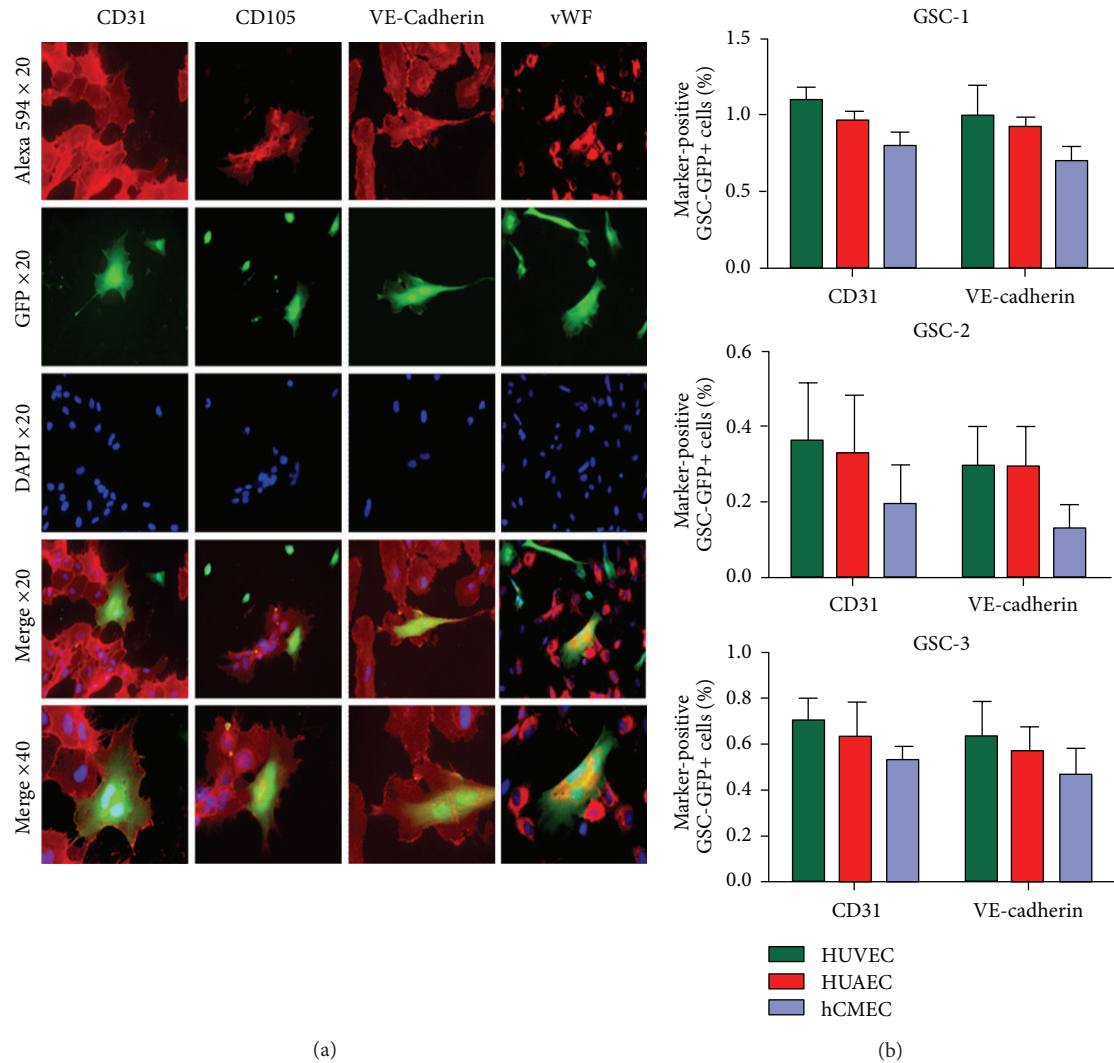 CD31 CD105 VE-Cadherin vWF
Alexa 594 × 20
GFP ×20
DAPI ×20
Merge ×20
Merge ×40
(a)
GSC-1
Marker-positive
GSC-GFP+ cells (%)
1.5
1.0
0.5
0.0
CD31 VE-cadherin
GSC-2
Marker-positive
GSC-GFP+ cells (%)
0.6
0.4
0.2
0.0
CD31 VE-cadherin
GSC-3
Marker-positive
GSC-GFP+ cells (%)
1.0
0.8
0.6
0.4
0.2
0.0
CD31 VE-cadherin
HUVEC
HUAEC
hCMEC
(b)